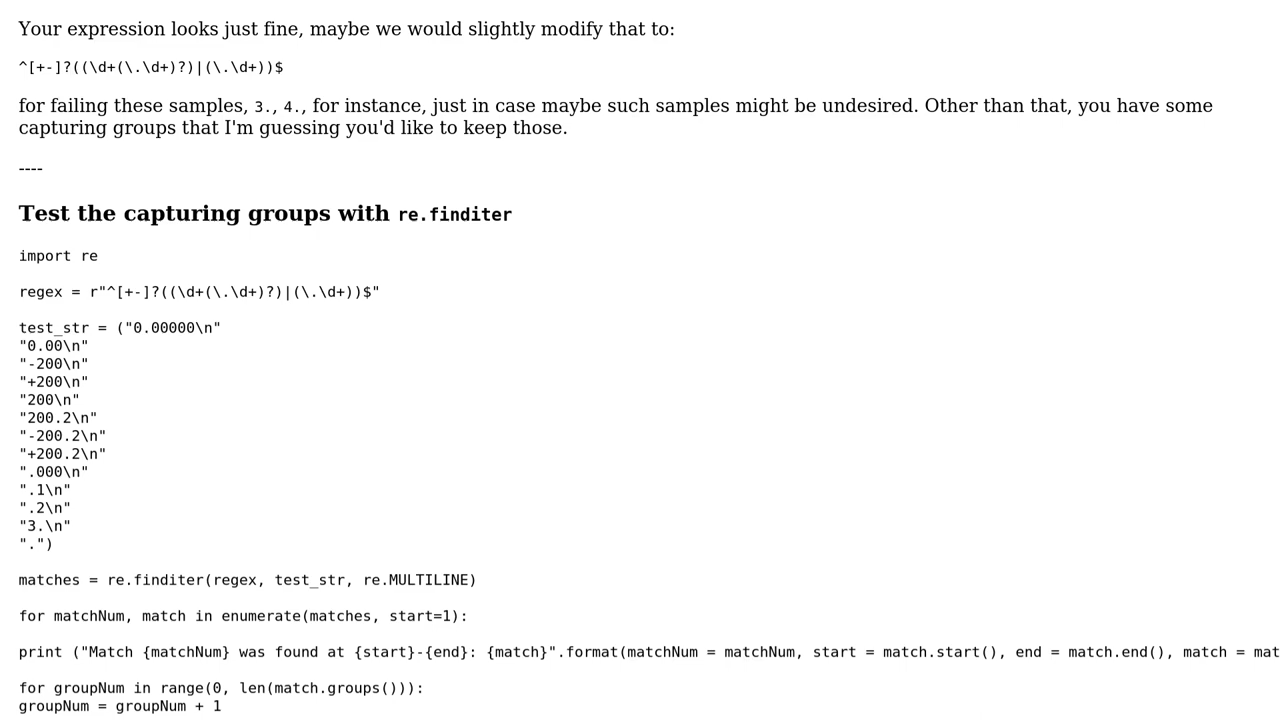 Your expression looks just fine, maybe we would slightly modify that to:
^[+-]?((\d+(\.\d+)?)|(\.\d+))$
for failing these samples, 3., 4., for instance, just in case maybe such samples might be undesired. Other than that, you have some
capturing groups that I'm guessing you'd like to keep those.
----
Test the capturing groups with re.finditer
import re
regex = r"^[+-]?((\d+(\.\d+)?)|(\.\d+))$"
test_str = ("0.00000\n"
"0.00\n"
"-200\n"
"+200\n"
"200\n"
"200.2\n"
"-200.2\n"
"+200.2\n"
".000\n"
".1\n"
".2\n"
"3.\n"
".")
matches = re.finditer(regex, test_str, re.MULTILINE)
for matchNum, match in enumerate(matches, start=1):
print ("Match {matchNum} was found at {start}-{end}: {match}".format(matchNum = matchNum, start = match.start(), end = match.end(), match = mat
for groupNum in range(0, len(match.groups())):
groupNum = groupNum + 1